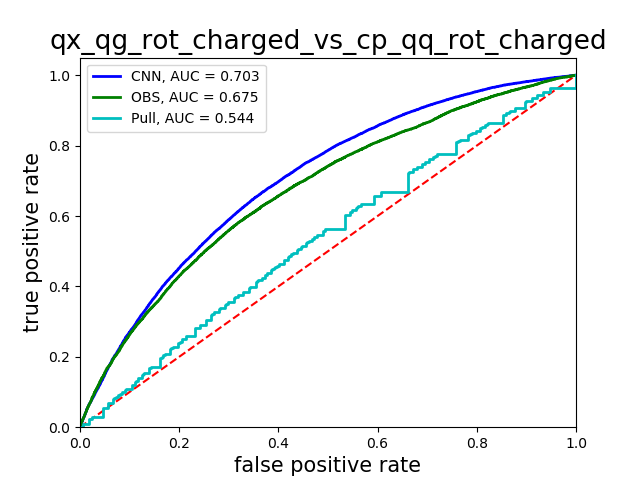 qx_qg_rot_charged_vs_cp_qq_rot_charged
CNN, AUC = 0.703
OBS, AUC = 0.675
Pull, AUC = 0.544
true positive rate
1.0
0.8
0.6
0.4
0.2
0.0
0.0 0.2 0.4 0.6 0.8 1.0
false positive rate